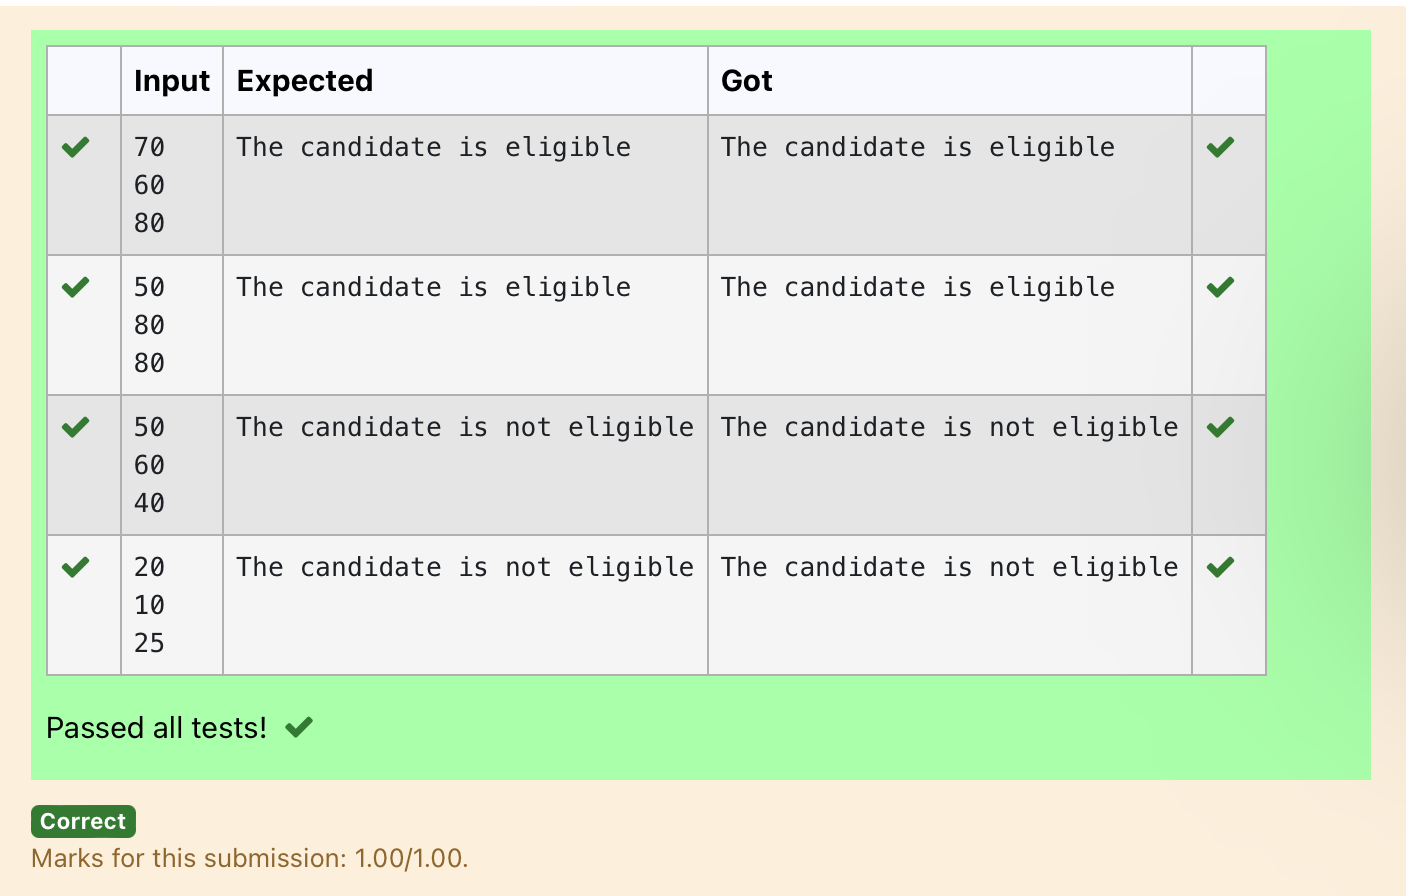 Input Expected Got
70 The candidate is eligible The candidate is eligible
60
80
50 The candidate is eligible The candidate is eligible
80
80
50 The candidate is not eligible The candidate is not eligible
60
40
20 The candidate is not eligible The candidate is not eligible
10
25
Passed all tests!
Correct
Marks for this submission: 1.00/1.00.